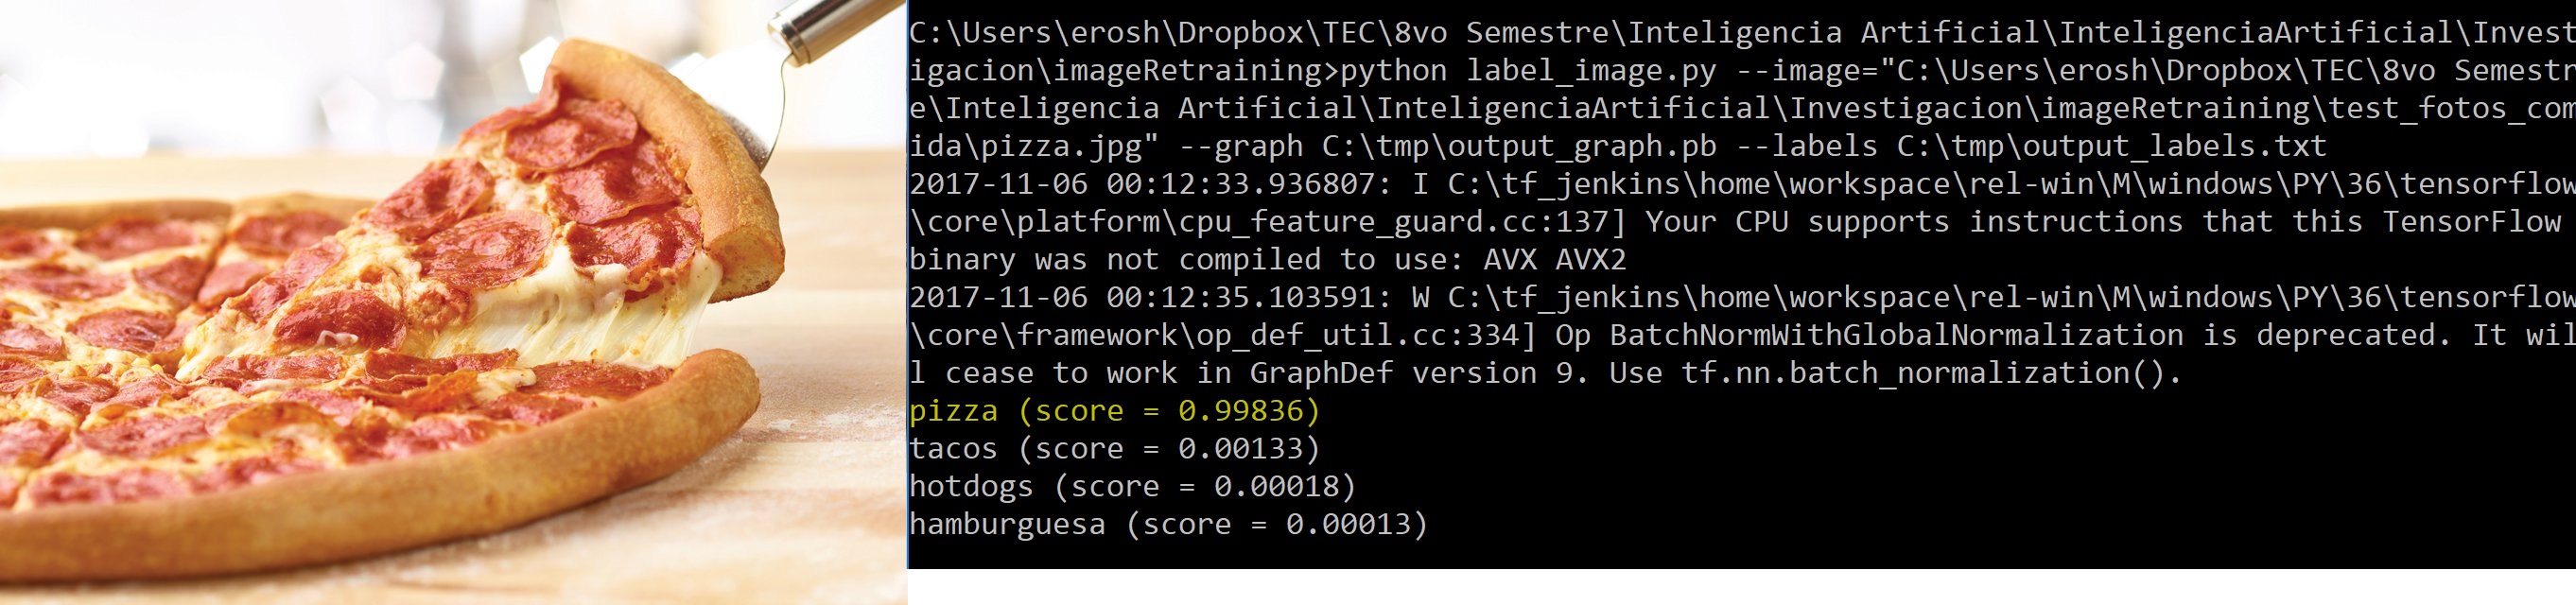 C:\Users\erosh\Dropbox\TEC\8vo Semestre\Inteligencia Artificial\InteligenciaArtificial\Invest
igacion\imageRetraining>python label_image.py --image="C:\Users\erosh\Dropbox\TEC\8vo Semestr
e\Inteligencia Artificial\InteligenciaArtificial\Investigacion\imageRetraining\test_fotos_com
ida\pizza.jpg" --graph C:\tmp\output_graph.pb --labels C:\tmp\output_labels.txt
2017-11-06 00:12:33.936807: I C:\tf_jenkins\home\workspace\rel-win\M\windows\PY\36\tensorflow
\core\platform\cpu_feature_guard.cc:137] Your CPU supports instructions that this TensorFlow
binary was not compiled to use: AVX AVX2
2017-11-06 00:12:35.103591: W C:\tf_jenkins\home\workspace\rel-win\M\windows\PY\36\tensorflow
\core\framework\op_def_util.cc:334] Op BatchNormWithGlobalNormalization is deprecated. It wil
l cease to work in GraphDef version 9. Use tf.nn.batch_normalization().
pizza (score = 0.99836)
tacos (score = 0.00133)
hotdogs (score = 0.00018)
hamburguesa (score = 0.00013)